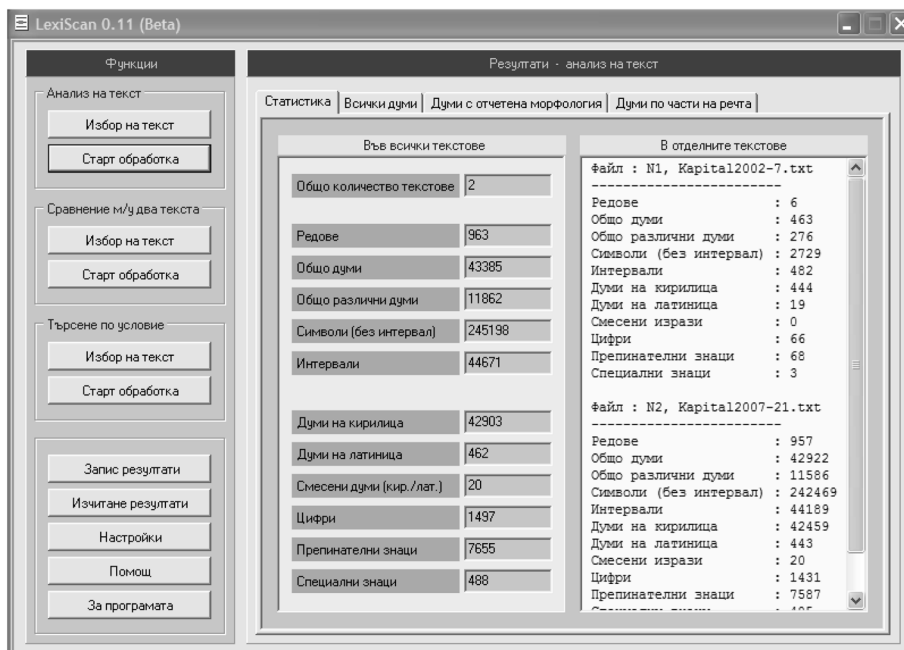 LexiScan 0.11 (Beta)
Функции
Анализ на текст
Избор на текст
Старт обработка
Сравнение м/у два текста
Избор на текст
Старт обработка
Търсене по условие
Избор на текст
Старт обработка
Запис резултати
Изчитане резултати
Настройки
Помощ
За програмата
Резултати - анализ на текст
Статистика
Всички думи
Думи с отчетена морфология
Думи по части на речта
Във всички текстове
Общо количество текстове 2
Редове 963
Общо думи 43385
Общо различни думи 11862
Символи (без интервал) 245198
Интервали 44671
Думи на кирилица 42903
Думи на латиница 462
Смесени думи (кир./лат.) 20
Цифри 1497
Препинателни знаци 7655
Специални знаци 488
В отделните текстове
Файл : N1, Kapital2002-7.txt
-------------------------
Редове : 6
Общо думи : 463
Общо различни думи : 276
Символи (без интервал) : 2729
Интервали : 482
Думи на кирилица : 444
Думи на латиница : 19
Смесени изрази : 0
Цифри : 66
Препинателни знаци : 68
Специални знаци : 3
Файл : N2, Kapital2007-21.txt
-------------------------
Редове : 957
Общо думи : 42922
Общо различни думи : 11586
Символи (без интервал) : 242469
Интервали : 44189
Думи на кирилица : 42459
Думи на латиница : 443
Смесени изрази : 20
Цифри : 1431
Препинателни знаци : 7587